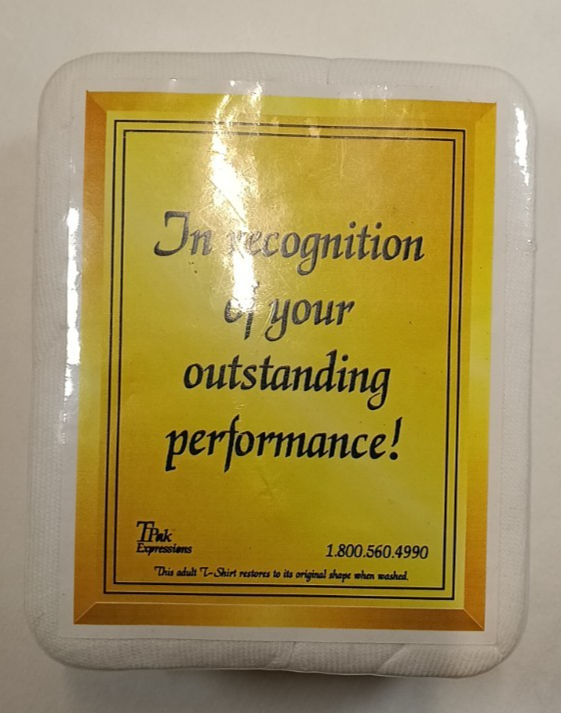 In recognition
of your
outstanding
performance!
TPak
Expressions
1.800.560.4990
This adult T-Shirt restores to its original shape when washed.